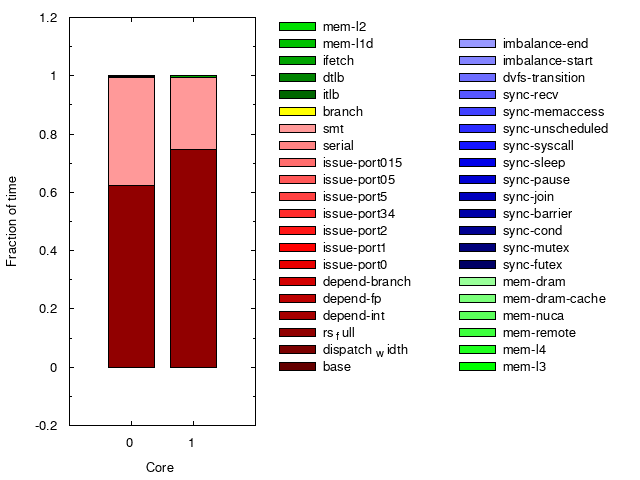 1.2
1
0.8
0.6
0.4
0.2
0
-0.2
Fraction of time
0 1
Core
mem-l2
mem-l1d
ifetch
dtlb
itlb
branch
smt
serial
issue-port015
issue-port05
issue-port5
issue-port34
issue-port2
issue-port1
issue-port0
depend-branch
depend-fp
depend-int
rs f ull
dispatch w idth
base
imbalance-end
imbalance-start
dvfs-transition
sync-recv
sync-memaccess
sync-unscheduled
sync-syscall
sync-sleep
sync-pause
sync-join
sync-barrier
sync-cond
sync-mutex
sync-futex
mem-dram
mem-dram-cache
mem-nuca
mem-remote
mem-l4
mem-l3